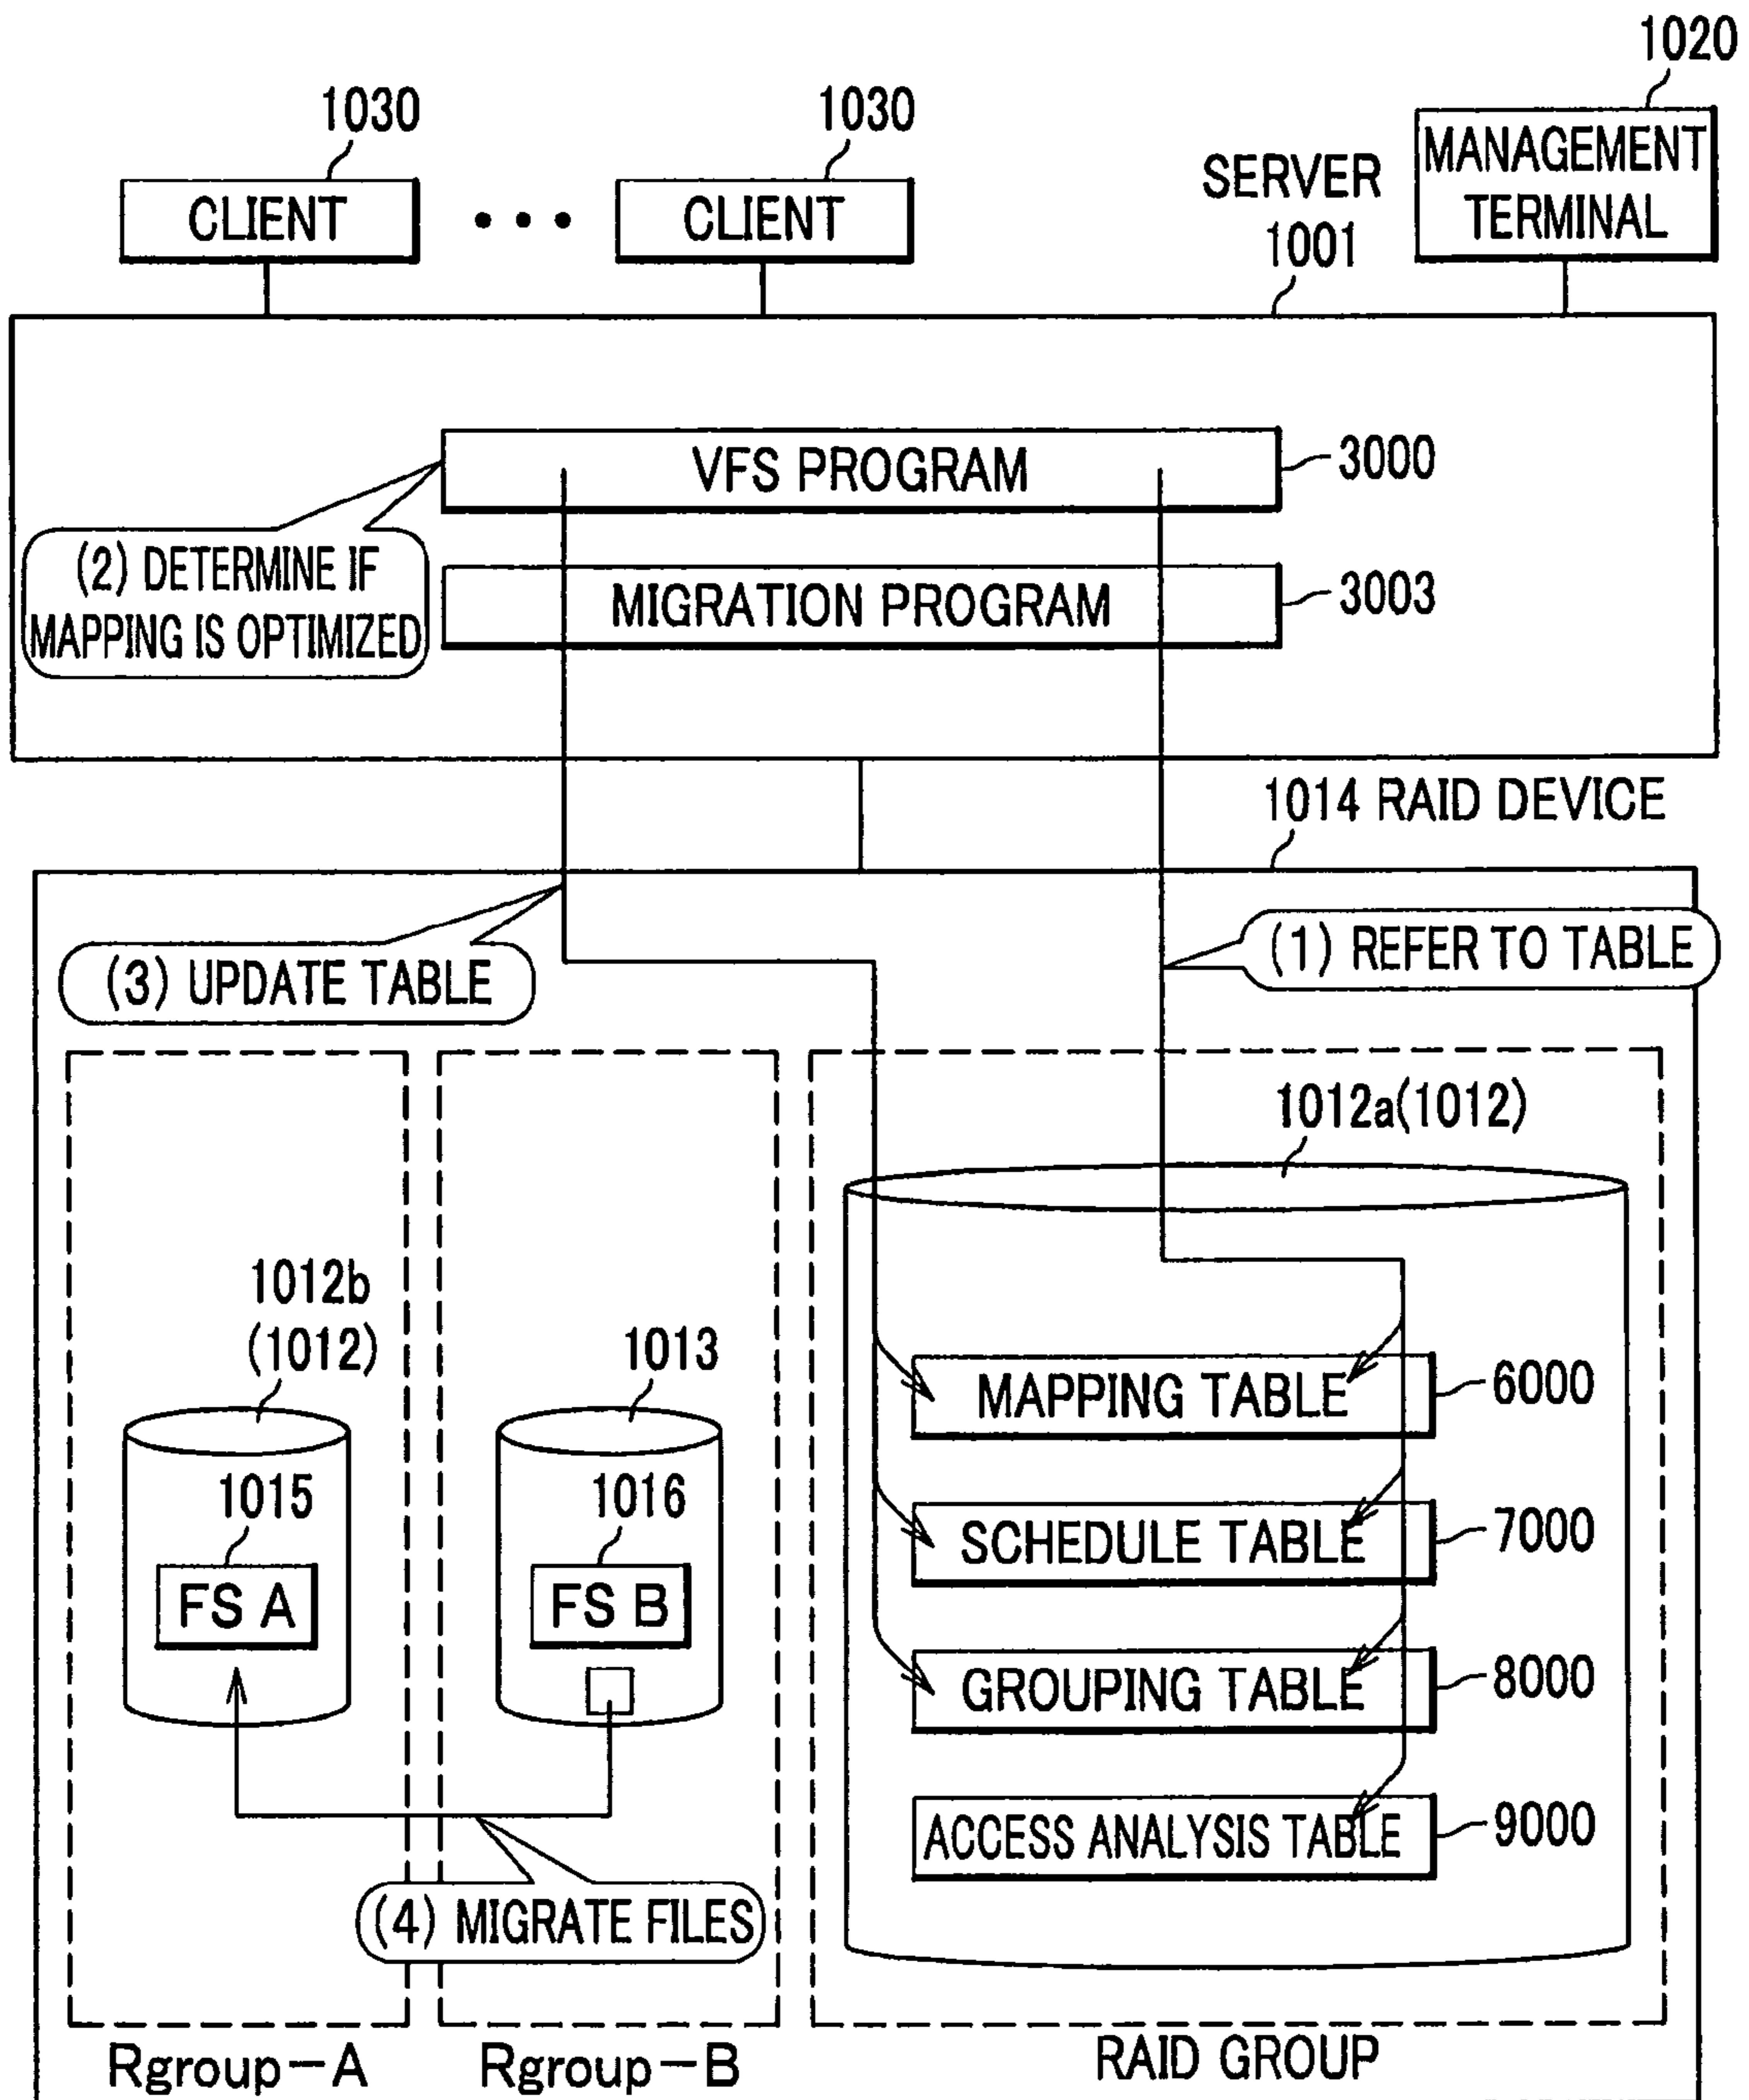 1020
1030
1030
MANAGEMENT
TERMINAL
SERVER
1001
CLIENT
• • •
CLIENT
VFS PROGRAM
3000
(2) DETERMINE IF
MAPPING IS OPTIMIZED
MIGRATION PROGRAM
3003
1014 RAID DEVICE
(3) UPDATE TABLE
(1) REFER TO TABLE
1012a(1012)
1012b
(1012)
1013
MAPPING TABLE
6000
1015
1016
SCHEDULE TABLE
7000
FS A
FS B
GROUPING TABLE
8000
ACCESS ANALYSIS TABLE
9000
(4) MIGRATE FILES
Rgroup-A
Rgroup-B
RAID GROUP